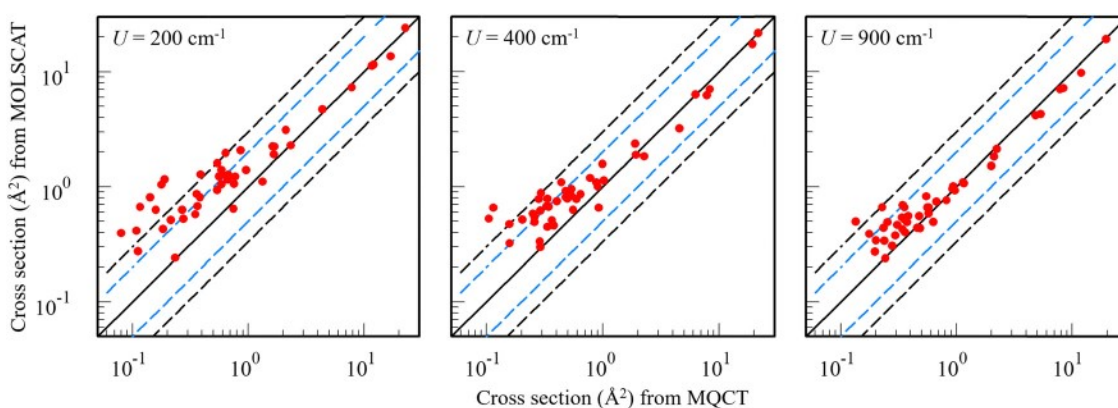 Cross section (Å²) from MOLSCAT
10¹
10⁰
10⁻¹
U = 200 cm⁻¹
10⁻¹ 10⁰ 10¹
U = 400 cm⁻¹
10⁻¹ 10⁰ 10¹
U = 900 cm⁻¹
10⁻¹ 10⁰ 10¹
Cross section (Å²) from MQCT